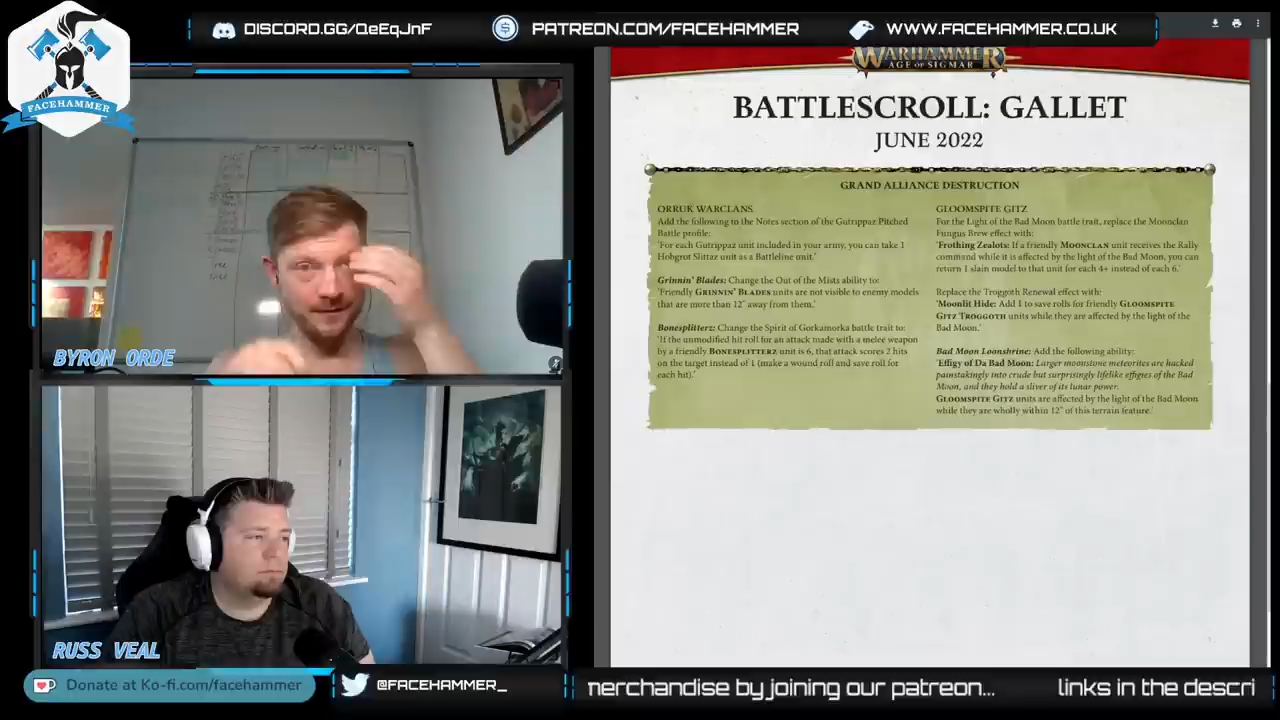 DISCORD.GG/QeEqJnF
PATREON.COM/FACEHAMMER
WWW.FACEHAMMER.CO.UK
FACEHAMMER
BYRON ORDE
RUSS VEAL
WARHAMMER
AGE OF SIGMAR
BATTLESCROLL: GALLET
JUNE 2022
GRAND ALLIANCE DESTRUCTION
ORRUK WARCLANS
Add the following to the Notes section of the Gutrippaz Pitched
Battle profile:
'For each Gutrippaz unit included in your army, you can take 1
Hobgrot Slittaz unit as a Battleline unit.'
Grinnin' Blades: Change the Out of the Mists ability to:
'Friendly GRINNIN' BLADES units are not visible to enemy models
that are more than 12" away from them.'
Bonesplitterz: Change the Spirit of Gorkamorka battle trait to:
'If the unmodified hit roll for an attack made with a melee weapon
by a friendly BONESPLITTERZ unit is 6, that attack scores 2 hits
on the target instead of 1 (make a wound roll and save roll for
each hit).'
GLOOMSPITE GITZ
For the Light of the Bad Moon battle trait, replace the Moonclan
Fungus Brew effect with:
'Frothing Zealots: If a friendly MOONCLAN unit receives the Rally
command while it is affected by the light of the Bad Moon, you can
return 1 slain model to that unit for each 4+ instead of each 6.'
Replace the Troggoth Renewal effect with:
'Moonlit Hide: Add 1 to save rolls for friendly GLOOMSPITE
GITZ TROGGOTH units while they are affected by the light of the
Bad Moon.'
Bad Moon Loonshrine: Add the following ability:
'Effigy of Da Bad Moon: Larger moonstone meteorites are hacked
painstakingly into crude but surprisingly lifelike effigies of the Bad
Moon, and they hold a sliver of its lunar power.
GLOOMSPITE GITZ units are affected by the light of the Bad Moon
while they are wholly within 12" of this terrain feature.'
Donate at Ko-fi.com/facehammer
@FACEHAMMER_
merchandise by joining our patreon...
links in the descri